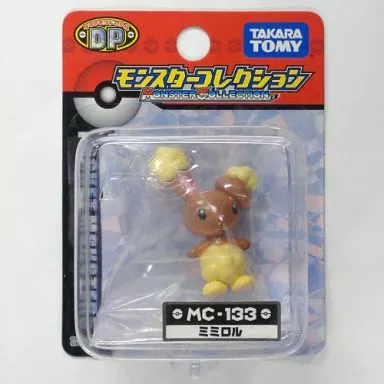 DP
TAKARA
TOMY
モンスターコレクション
MONSTER COLLECTION
MC-133
ミミロル